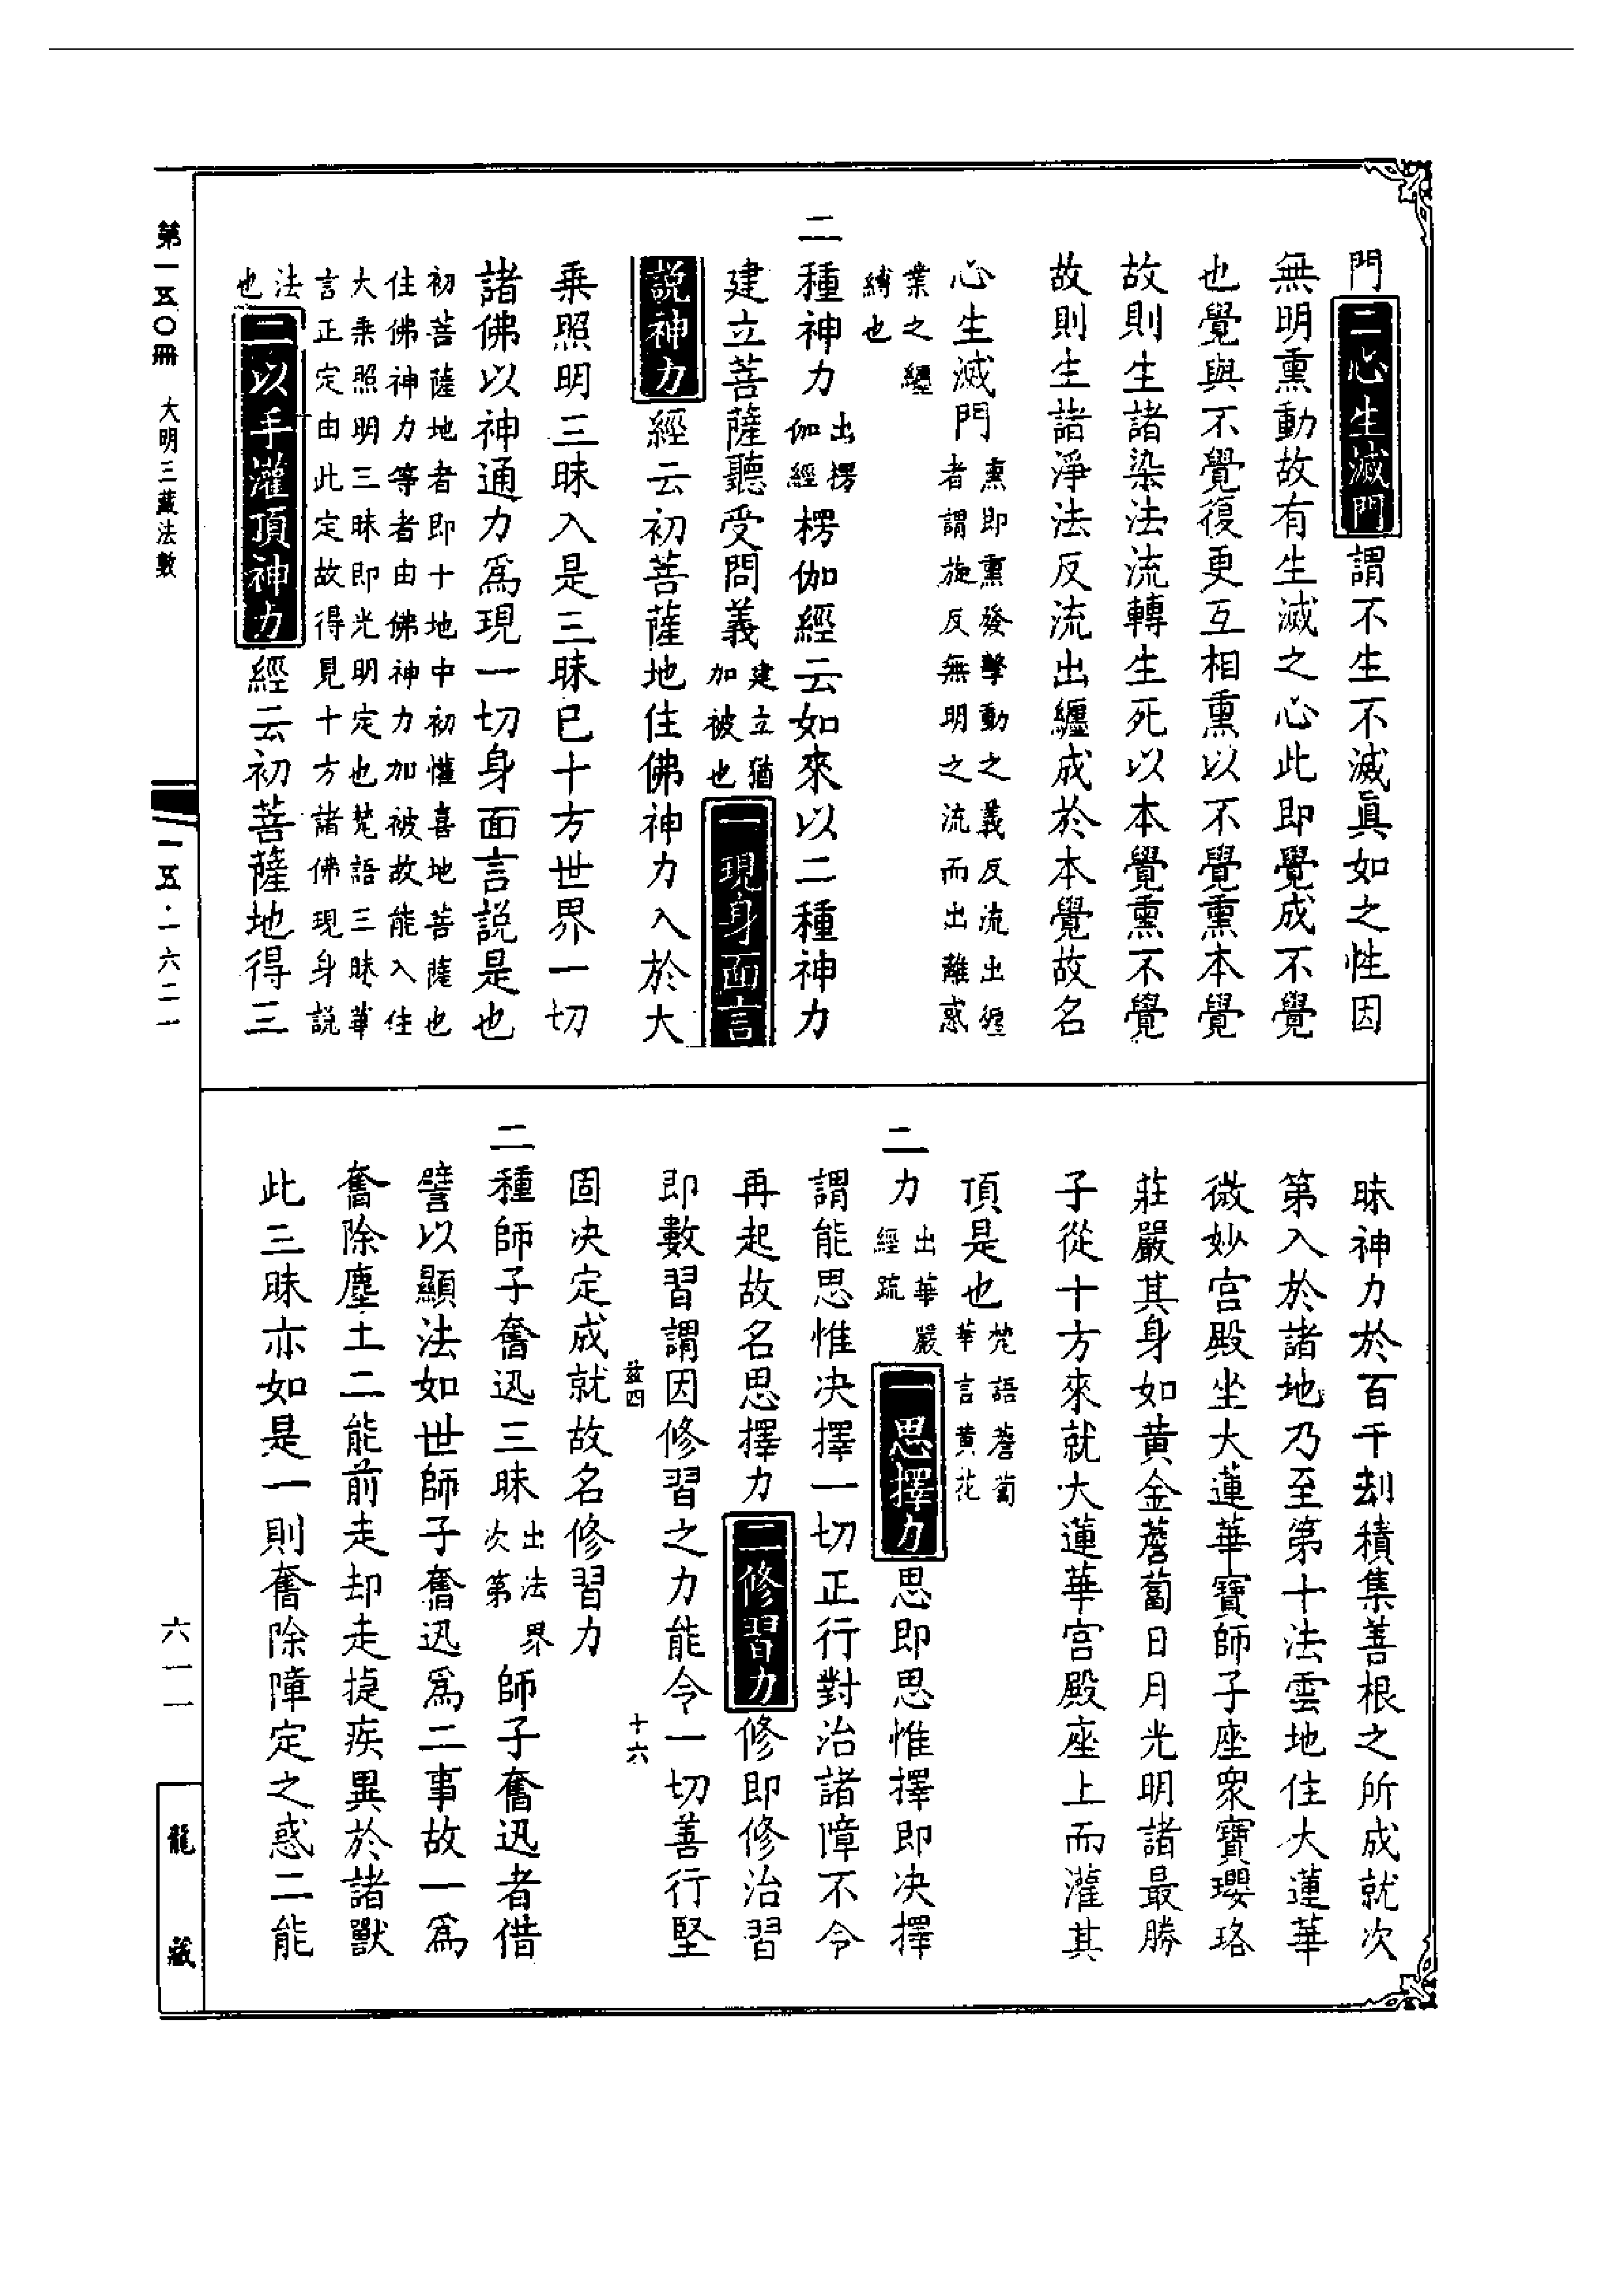 門二心生滅門謂不生不滅眞如之性因
無明熏動故有生滅之心此即覺成不覺
也覺與不覺復更互相熏以不覺熏本覺
故則生諸染法流轉生死以本覺熏不覺
故則生諸淨法反流出纏成於本覺故名
心生滅門熏即熏發擊動之義反流出纏
者謂旋反無明之流而出離惑
業之纏
縛也
二種神力出楞
伽經楞伽經云如來以二種神力
建立菩薩聽受問義建立猶
加被也一現身面言
說神力經云初菩薩地住佛神力入於大
乘照明三昧入是三昧已十方世界一切
諸佛以神通力爲現一切身面言説是也
初菩薩地者即十地中初懽喜地菩薩也
住佛神力等者由佛神力加被故能入住
大乘照明三昧即光明定也梵語三昧華
言正定由此定故得見十方諸佛現身説
法
也二以手灌頂神力經云初菩薩地得三
昧神力於百千刼積集善根之所成就次
第入於諸地乃至第十法雲地住大蓮華
微妙宮殿坐大蓮華寶師子座衆寶瓔珞
莊嚴其身如黃金薝蔔日月光明諸最勝
子從十方來就大蓮華宮殿座上而灌其
頂是也梵語薝蔔
華言黃花
二力出華嚴
經疏一思擇力思即思惟擇即決擇
謂能思惟決擇一切正行對治諸障不令
再起故名思擇力二修習力修即修治習
即數習謂因修習之力能令一切善行堅
茲四 十六
固決定成就故名修習力
二種師子奮迅三昧出法界
次第師子奮迅者借
譬以顯法如世師子奮迅爲二事故一爲
奮除塵土二能前走却走捷疾異於諸獸
此三昧亦如是一則奮除障定之惑二能
第一五〇冊 大明三藏法數 一五·一六二一 六一一 龍藏